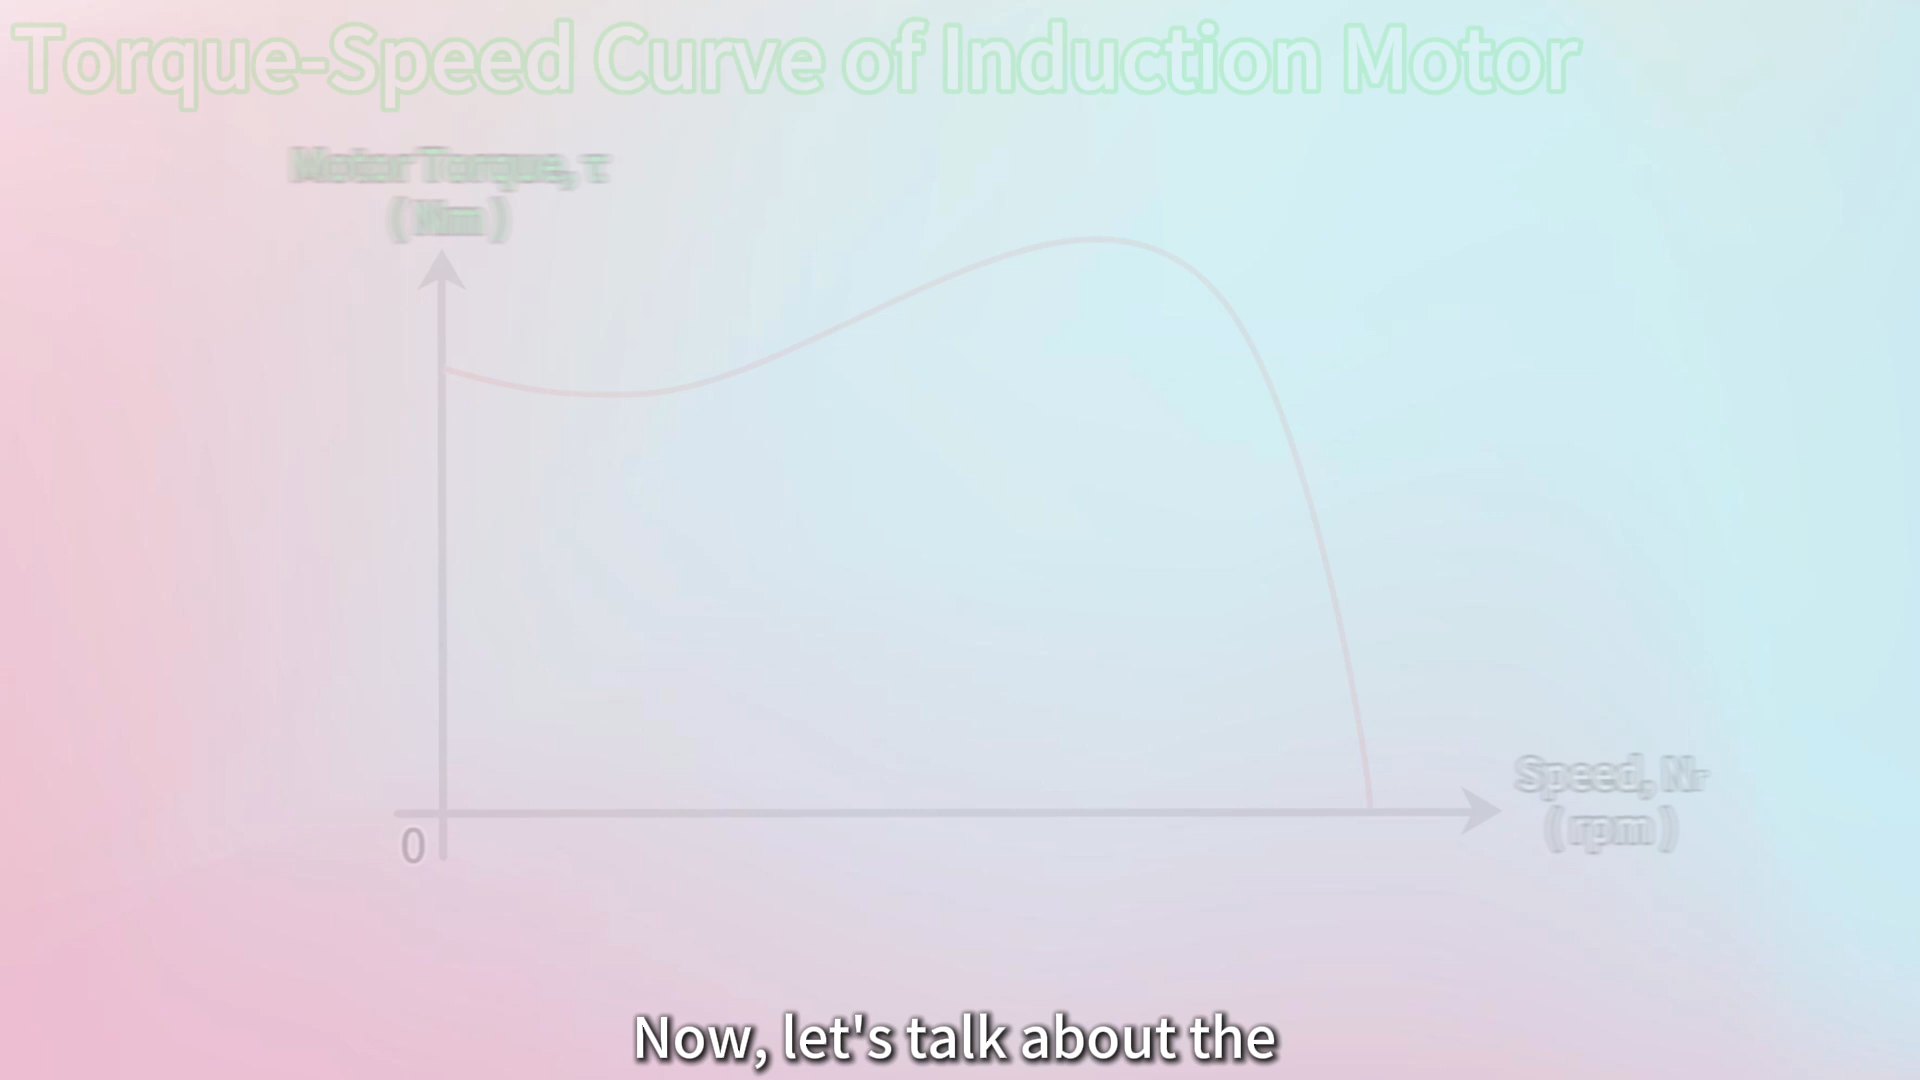 Torque-Speed Curve of Induction Motor
Motor Torque, τ
( Nm )
Speed, Nr
( rpm )
0
Now, let's talk about the